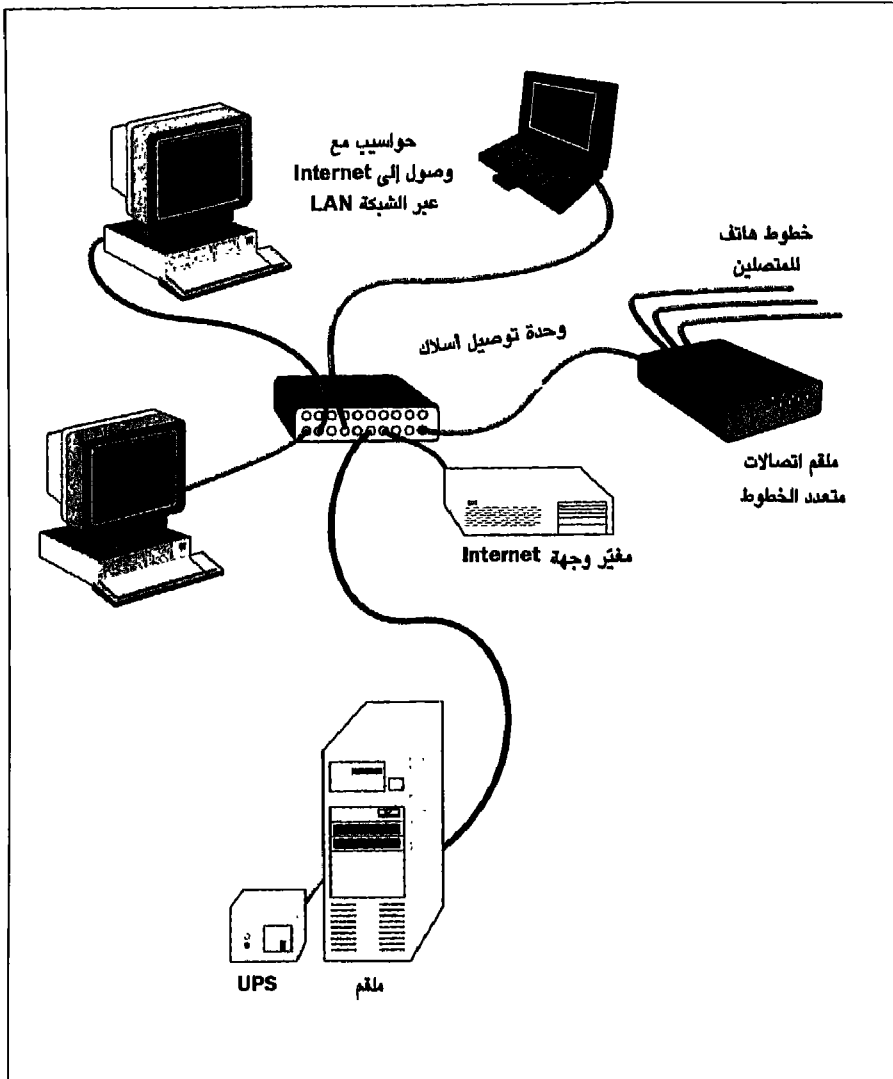 حواسيب مع
وصول إلى Internet
عبر الشبكة LAN
خطوط هاتف
للمتصلين
وحدة توصيل أسلاك
ملقم اتصالات
متعدد الخطوط
مغيّر وجهة Internet
UPS
ملقم